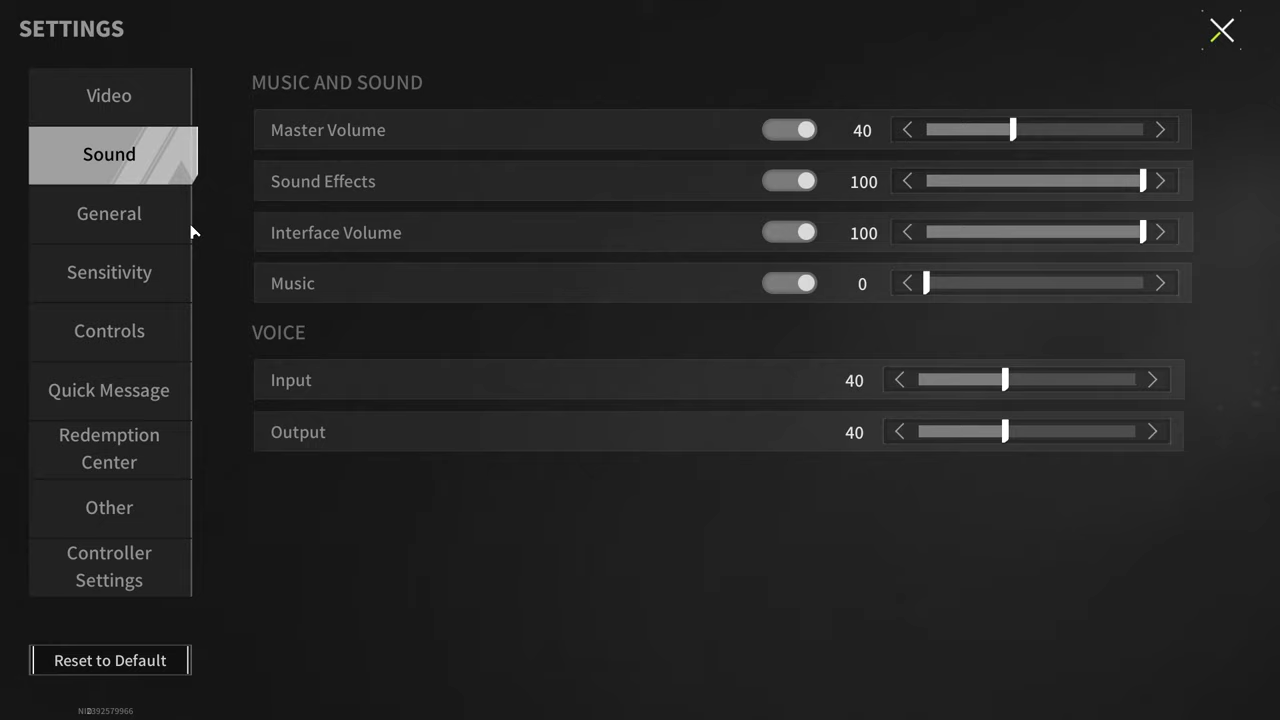 SETTINGS
Video
Sound
General
Sensitivity
Controls
Quick Message
Redemption
Center
Other
Controller
Settings
Reset to Default
MUSIC AND SOUND
Master Volume 40
Sound Effects 100
Interface Volume 100
Music 0
VOICE
Input 40
Output 40